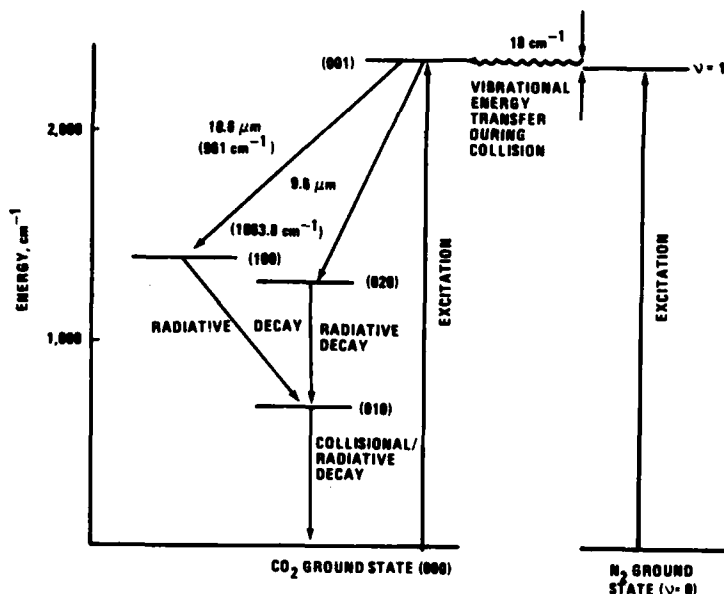 18 cm⁻¹
(001)
ν = 1
VIBRATIONAL
ENERGY
TRANSFER
DURING
COLLISION
2,000
10.6 µm
(961 cm⁻¹)
9.6 µm
(1063.8 cm⁻¹)
(100)
(020)
ENERGY, cm⁻¹
EXCITATION
EXCITATION
1,000
RADIATIVE DECAY
RADIATIVE
DECAY
(010)
COLLISIONAL/
RADIATIVE
DECAY
CO₂ GROUND STATE (000)
N₂ GROUND
STATE (ν = 0)